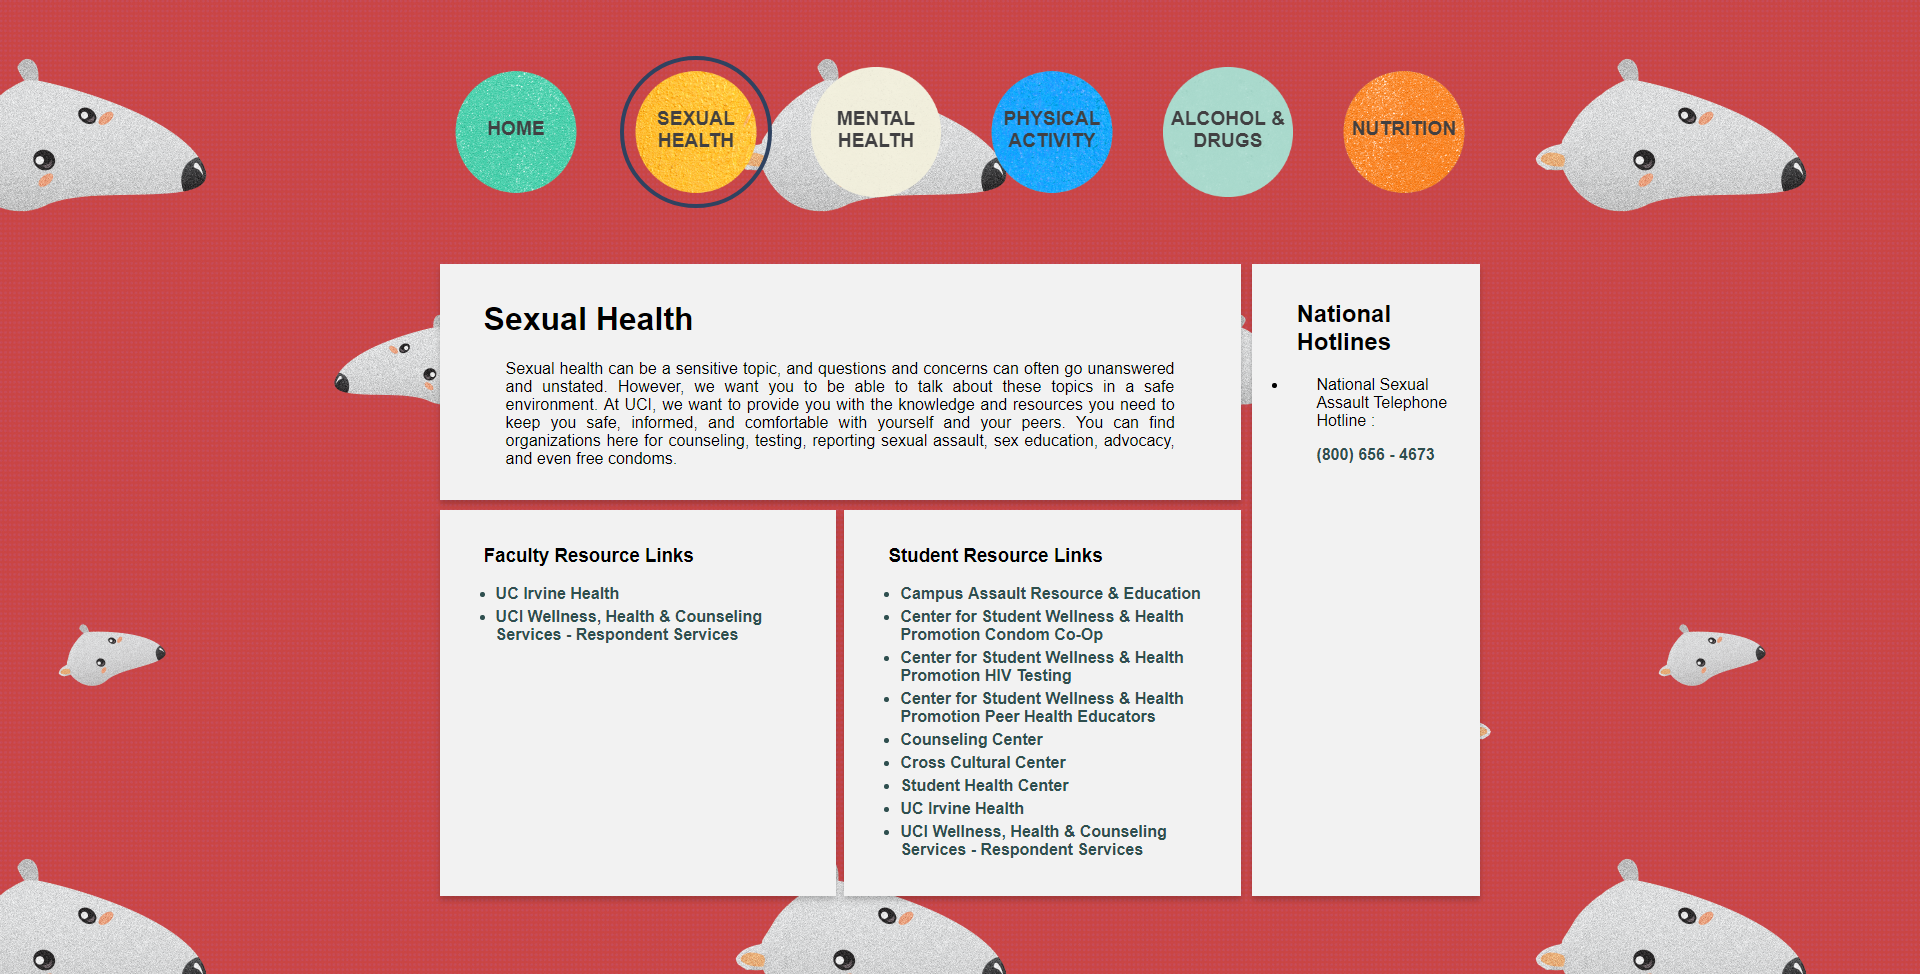 HOME
SEXUAL
HEALTH
MENTAL
HEALTH
PHYSICAL
ACTIVITY
ALCOHOL &
DRUGS
NUTRITION
Sexual Health
Sexual health can be a sensitive topic, and questions and concerns can often go unanswered
and unstated. However, we want you to be able to talk about these topics in a safe
environment. At UCI, we want to provide you with the knowledge and resources you need to
keep you safe, informed, and comfortable with yourself and your peers. You can find
organizations here for counseling, testing, reporting sexual assault, sex education, advocacy,
and even free condoms.
National
Hotlines
National Sexual
Assault Telephone
Hotline :
(800) 656 - 4673
Faculty Resource Links
UC Irvine Health
UCI Wellness, Health & Counseling
Services - Respondent Services
Student Resource Links
Campus Assault Resource & Education
Center for Student Wellness & Health
Promotion Condom Co-Op
Center for Student Wellness & Health
Promotion HIV Testing
Center for Student Wellness & Health
Promotion Peer Health Educators
Counseling Center
Cross Cultural Center
Student Health Center
UC Irvine Health
UCI Wellness, Health & Counseling
Services - Respondent Services